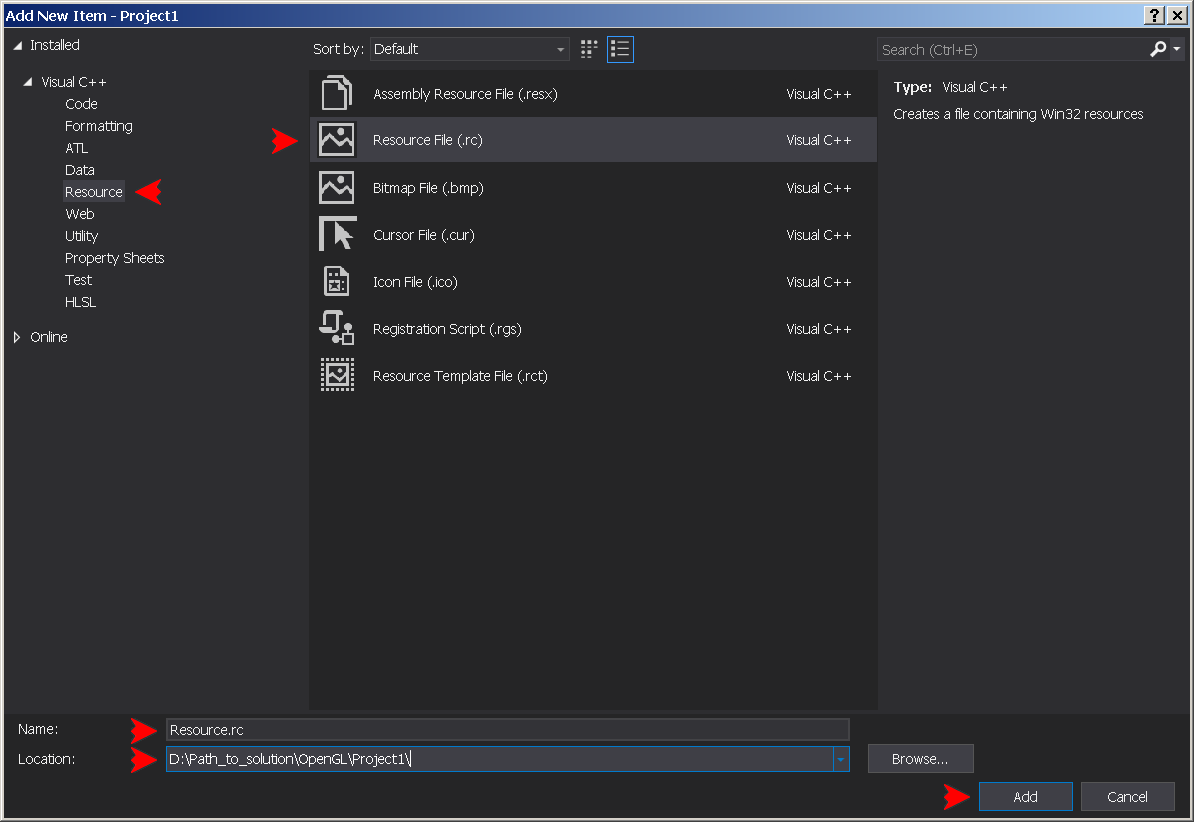 Add New Item - Project1
Installed
Visual C++
Code
Formatting
ATL
Data
Resource
Web
Utility
Property Sheets
Test
HLSL
Online
Sort by: Default
Assembly Resource File (.resx) Visual C++
Resource File (.rc) Visual C++
Bitmap File (.bmp) Visual C++
Cursor File (.cur) Visual C++
Icon File (.ico) Visual C++
Registration Script (.rgs) Visual C++
Resource Template File (.rct) Visual C++
Search (Ctrl+E)
Type: Visual C++
Creates a file containing Win32 resources
Name: Resource.rc
Location: D:\Path_to_solution\OpenGL\Project1\
Browse...
Add Cancel